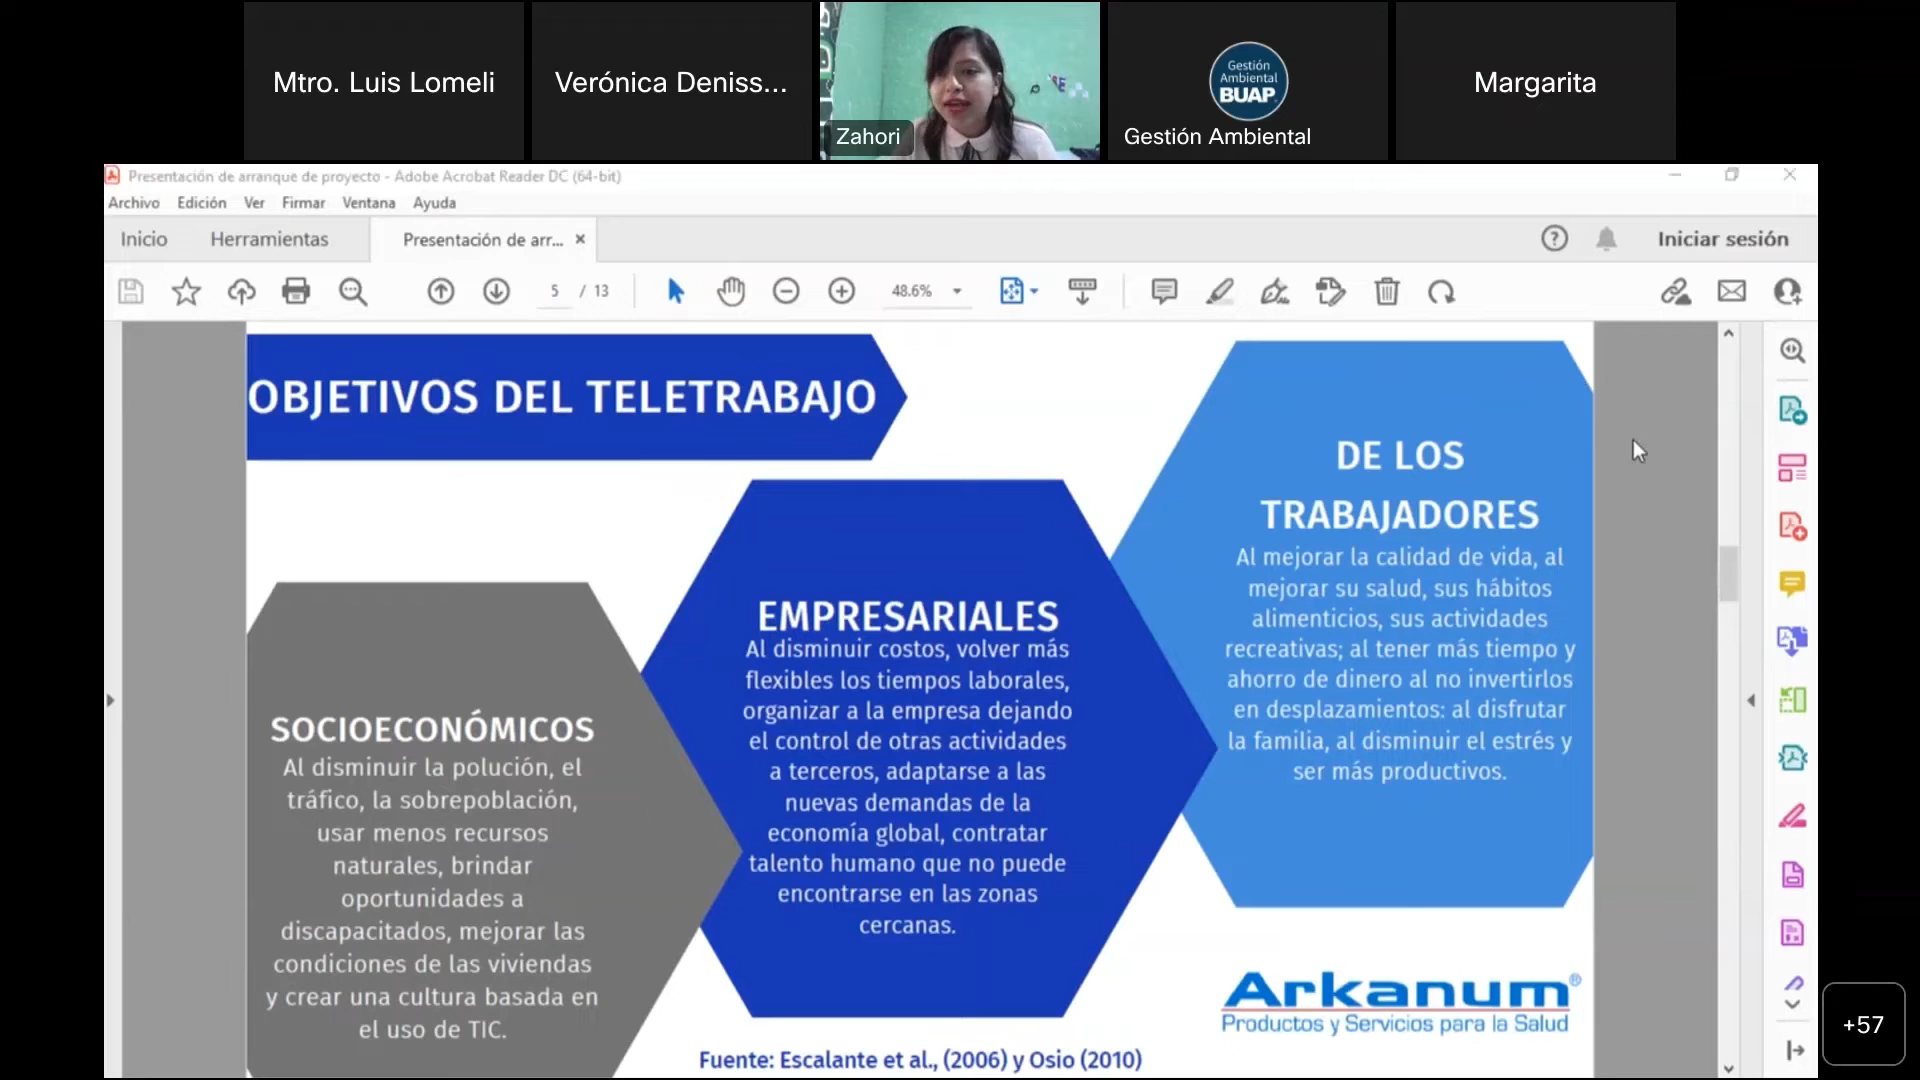 Mtro. Luis Lomeli
Verónica Deniss...
Zahori
Gestión
Ambiental
BUAP
Gestión Ambiental
Margarita
Presentación de arranque de proyecto - Adobe Acrobat Reader DC (64-bit)
Archivo Edición Ver Firmar Ventana Ayuda
Inicio Herramientas Presentación de arr... × Iniciar sesión
5 / 13 48.6%
OBJETIVOS DEL TELETRABAJO
SOCIOECONÓMICOS
Al disminuir la polución, el
tráfico, la sobrepoblación,
usar menos recursos
naturales, brindar
oportunidades a
discapacitados, mejorar las
condiciones de las viviendas
y crear una cultura basada en
el uso de TIC.
EMPRESARIALES
Al disminuir costos, volver más
flexibles los tiempos laborales,
organizar a la empresa dejando
el control de otras actividades
a terceros, adaptarse a las
nuevas demandas de la
economía global, contratar
talento humano que no puede
encontrarse en las zonas
cercanas.
DE LOS
TRABAJADORES
Al mejorar la calidad de vida, al
mejorar su salud, sus hábitos
alimenticios, sus actividades
recreativas; al tener más tiempo y
ahorro de dinero al no invertirlos
en desplazamientos: al disfrutar
la familia, al disminuir el estrés y
ser más productivos.
Arkanum®
Productos y Servicios para la Salud
Fuente: Escalante et al., (2006) y Osio (2010)
+57